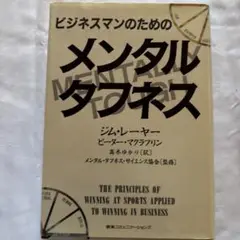 ビジネスマンのための
メンタル
MENTALLY
TOUGH
タフネス
ジム・レーヤー
ピーター・マクラフリン
高木ゆかり〔訳〕
メンタル・タフネス・サイエンス協会〔監修〕
THE PRINCIPLES OF
WINNING AT SPORTS APPLIED
TO WINNING IN BUSINESS